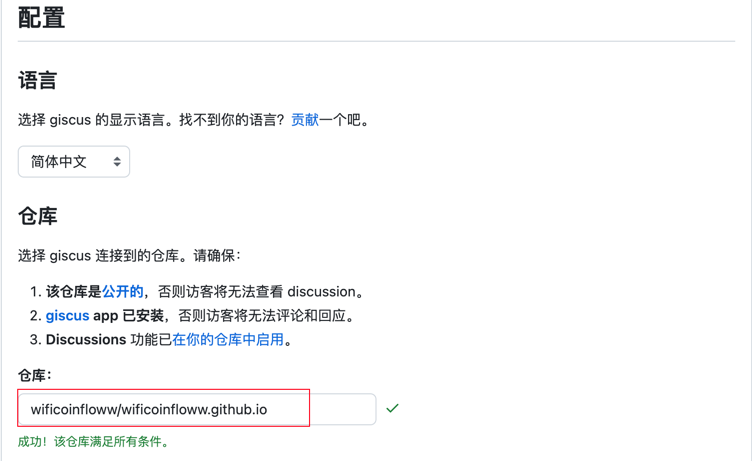 配置
语言
选择 giscus 的显示语言。找不到你的语言？贡献一个吧。
简体中文
仓库
选择 giscus 连接到的仓库。请确保：
1. 该仓库是公开的，否则访客将无法查看 discussion。
2. giscus app 已安装，否则访客将无法评论和回应。
3. Discussions 功能已在你的仓库中启用。
仓库：
wificoinfloww/wificoinfloww.github.io
成功！该仓库满足所有条件。